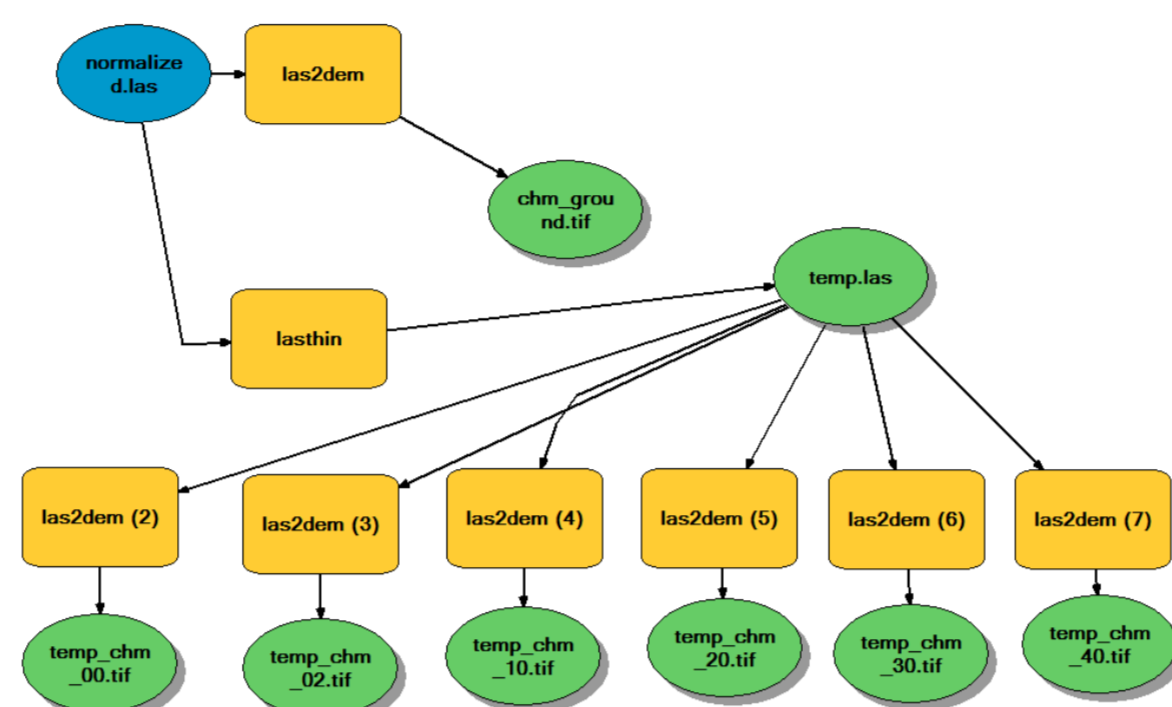 normalize
d.las
las2dem
chm_grou
nd.tif
temp.las
lasthin
las2dem (2)
las2dem (3)
las2dem (4)
las2dem (5)
las2dem (6)
las2dem (7)
temp_chm
_00.tif
temp_chm
_02.tif
temp_chm
_10.tif
temp_chm
_20.tif
temp_chm
_30.tif
temp_chm
_40.tif